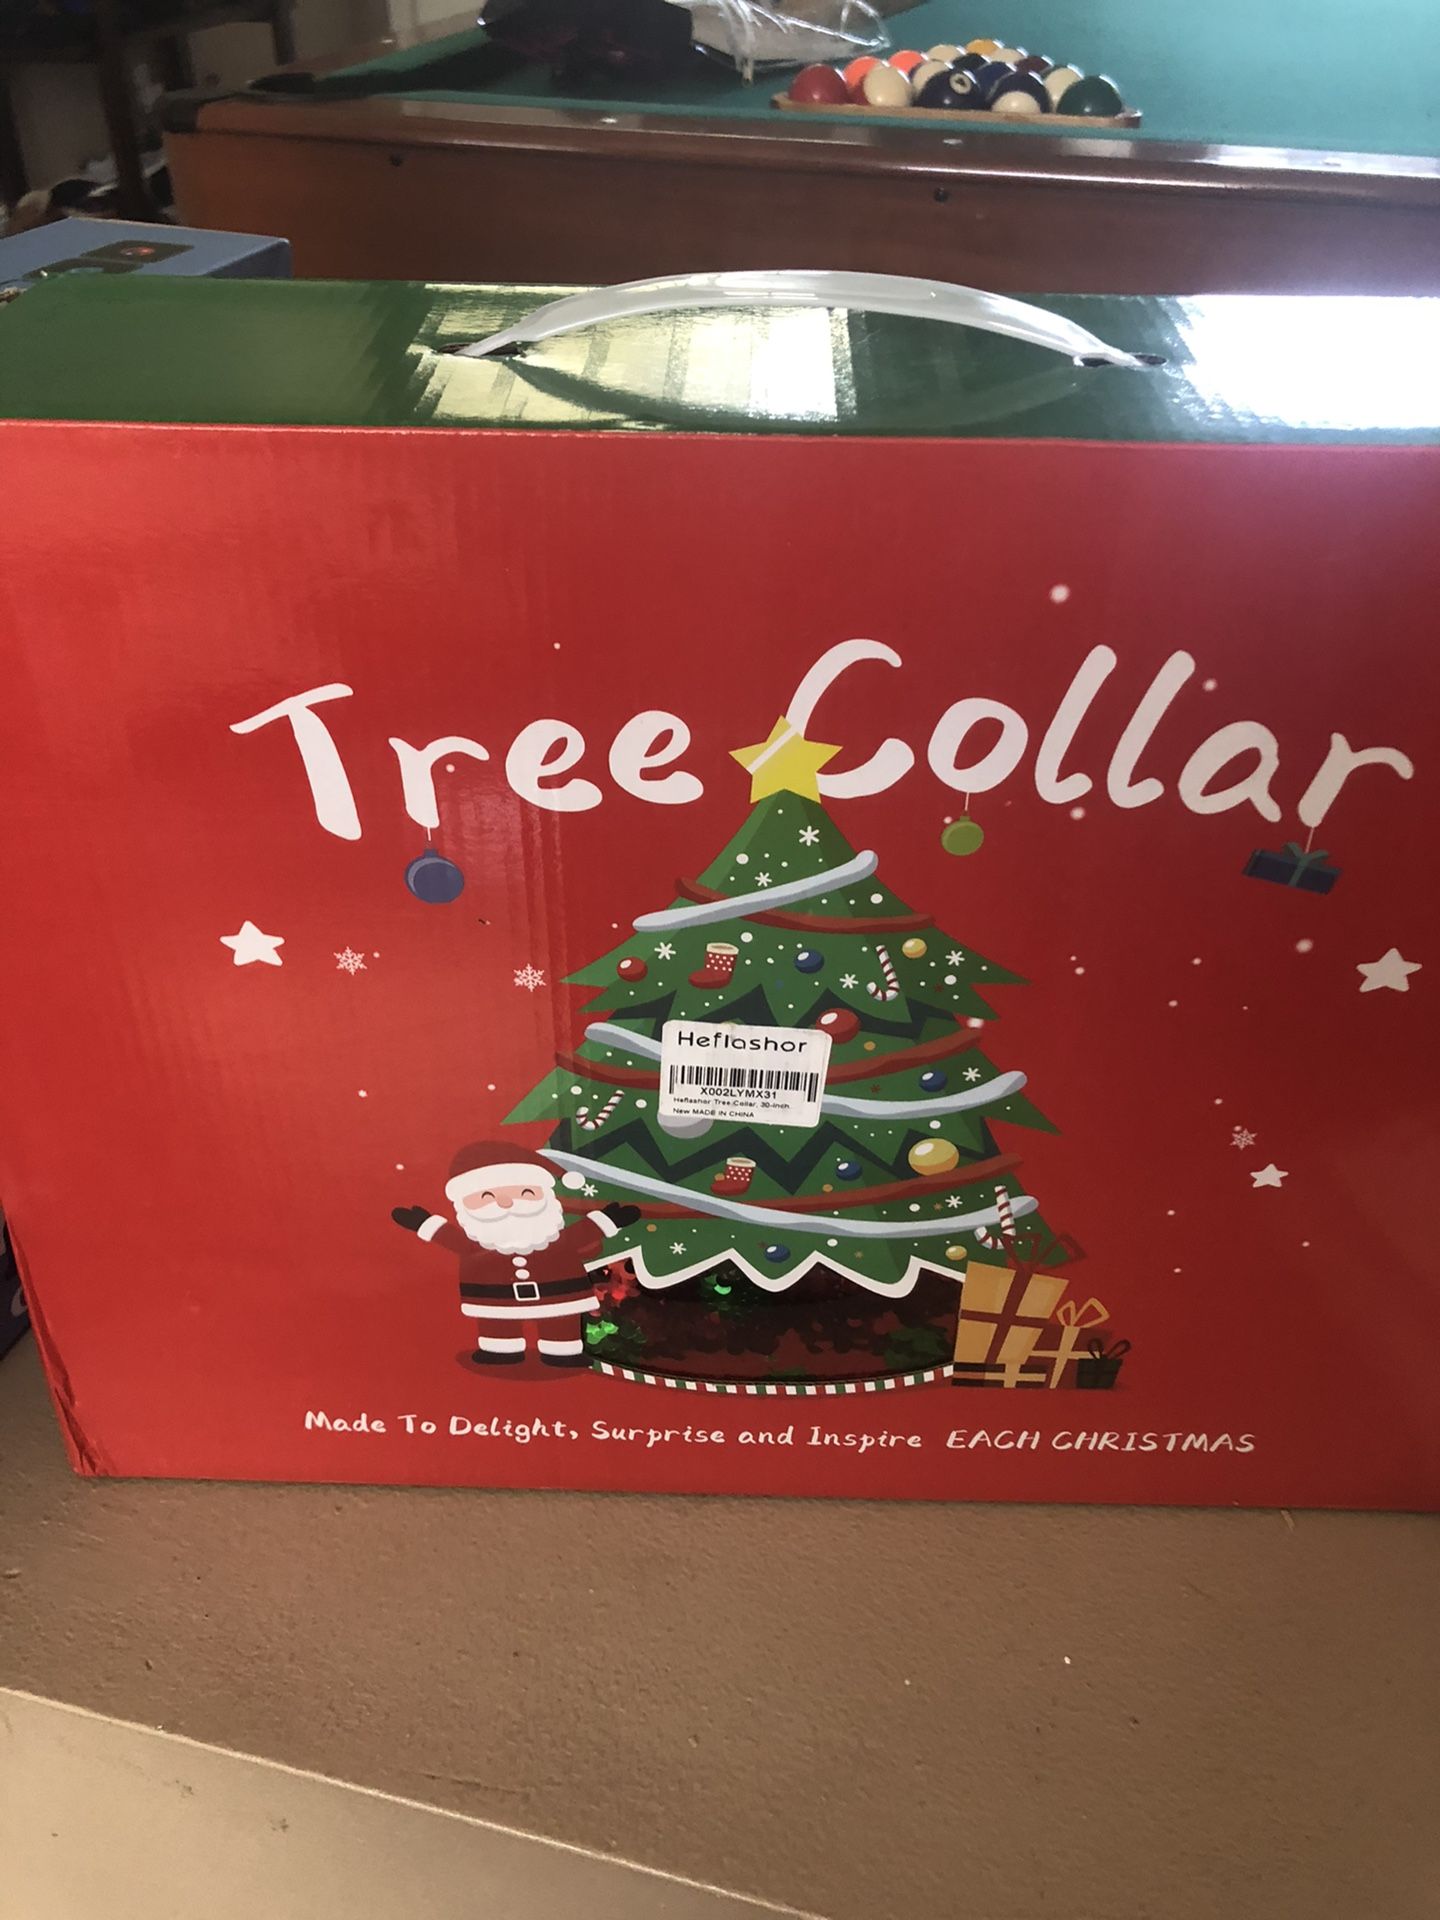 Tree Collar
Heflashor
X002LYMX31
Heflashor Tree Collar, 30-Inch
New MADE IN CHINA
Made To Delight, Surprise and Inspire EACH CHRISTMAS